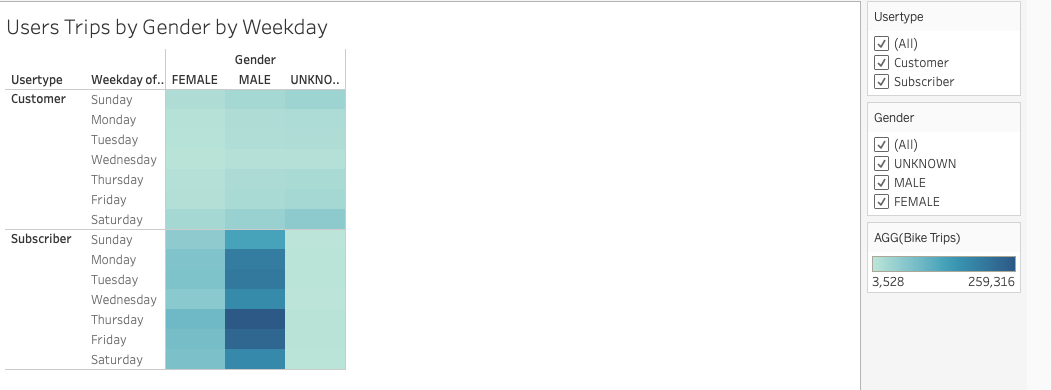 Users Trips by Gender by Weekday
Gender
Usertype Weekday of.. FEMALE MALE UNKNO..
Customer Sunday
Monday
Tuesday
Wednesday
Thursday
Friday
Saturday
Subscriber Sunday
Monday
Tuesday
Wednesday
Thursday
Friday
Saturday
Usertype
(All)
Customer
Subscriber
Gender
(All)
UNKNOWN
MALE
FEMALE
AGG(Bike Trips)
3,528 259,316